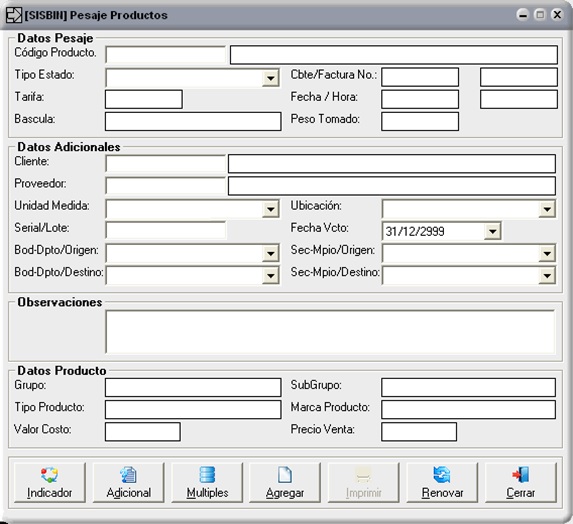 [SISBIN] Pesaje Productos
Datos Pesaje
Código Producto.
Tipo Estado: Cbte/Factura No.:
Tarifa: Fecha / Hora:
Bascula: Peso Tomado:
Datos Adicionales
Cliente:
Proveedor:
Unidad Medida: Ubicación:
Serial/Lote: Fecha Vcto: 31/12/2999
Bod-Dpto/Origen: Sec-Mpio/Origen:
Bod-Dpto/Destino: Sec-Mpio/Destino:
Observaciones
Datos Producto
Grupo: SubGrupo:
Tipo Producto: Marca Producto:
Valor Costo: Precio Venta:
Indicador Adicional Multiples Agregar Imprimir Renovar Cerrar